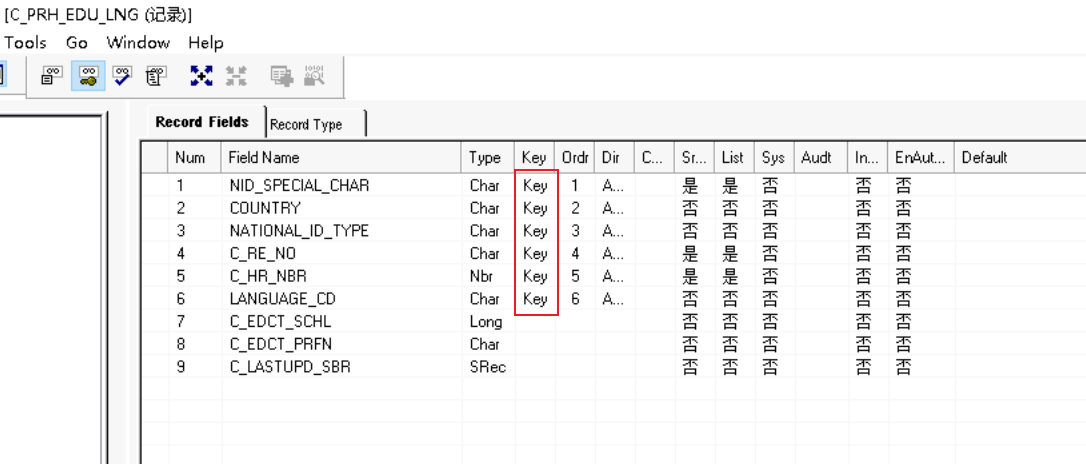 [C_PRH_EDU_LNG (记录)]
Tools Go Window Help
Record Fields Record Type
Num Field Name Type Key Ordr Dir C... Sr... List Sys Audt In... EnAut... Default
1 NID_SPECIAL_CHAR Char Key 1 A... 是 是 否 否 否
2 COUNTRY Char Key 2 A... 否 否 否 否 否
3 NATIONAL_ID_TYPE Char Key 3 A... 否 否 否 否 否
4 C_RE_NO Char Key 4 A... 是 是 否 否 否
5 C_HR_NBR Nbr Key 5 A... 是 是 否 否 否
6 LANGUAGE_CD Char Key 6 A... 否 否 否 否 否
7 C_EDCT_SCHL Long 否 否 否 否 否
8 C_EDCT_PRFN Char 否 否 否 否 否
9 C_LASTUPD_SBR SRec 否 否 否 否 否